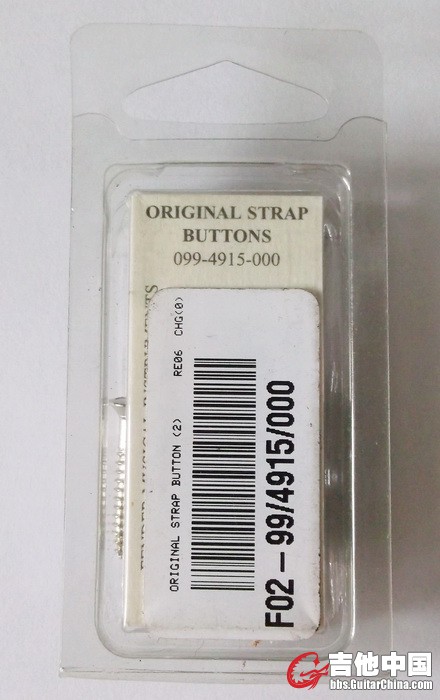 ORIGINAL STRAP
BUTTONS
099-4915-000
ORIGINAL STRAP BUTTON (2) RE06 CHG(0)
F02-99/4915/000
吉他中国
bbs.GuitarChina.com